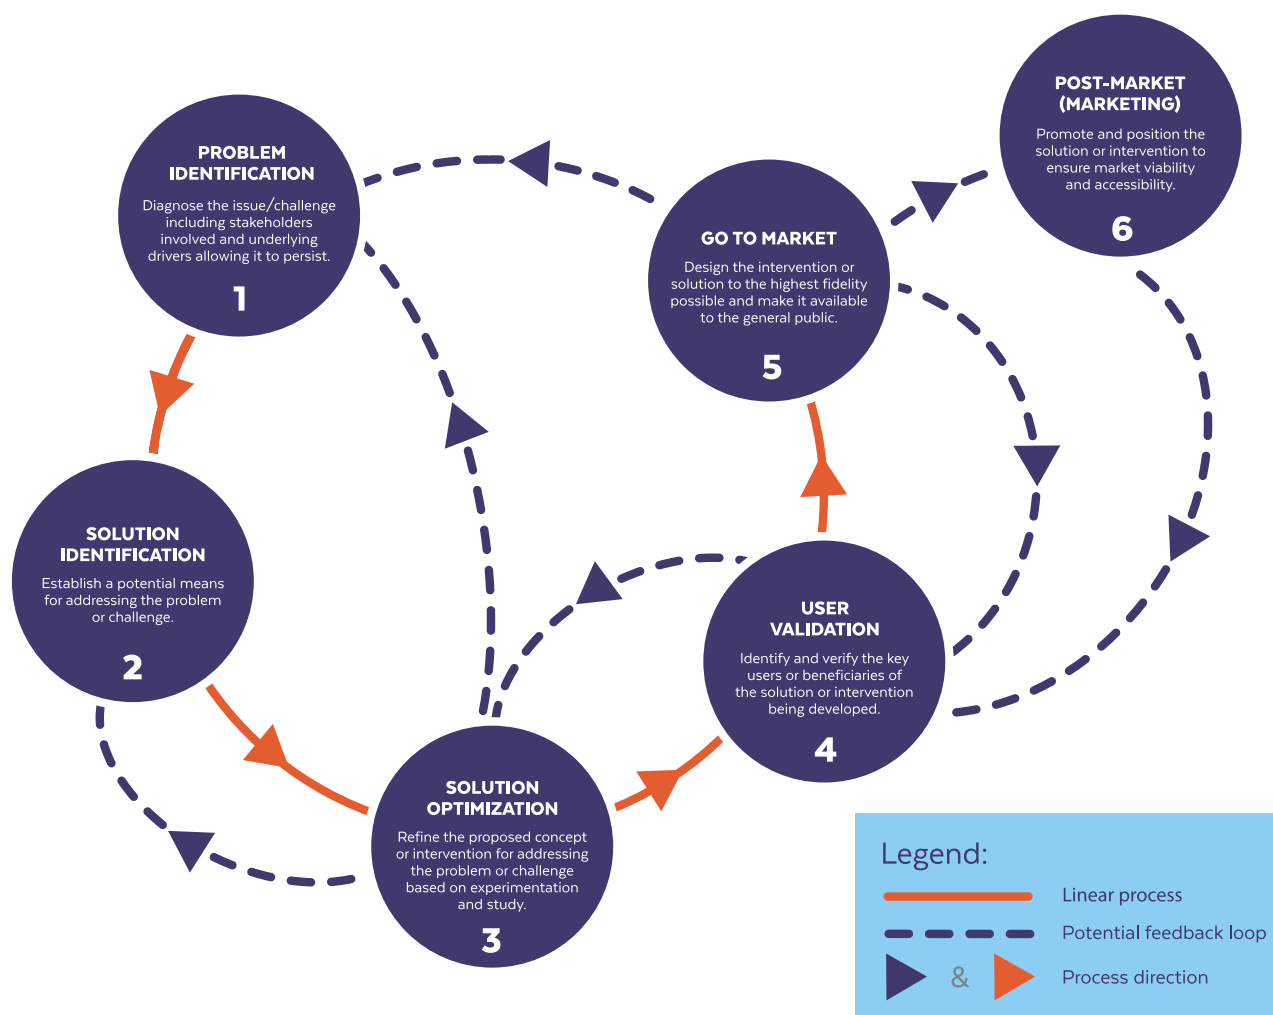 PROBLEM
IDENTIFICATION
Diagnose the issue/challenge
including stakeholders
involved and underlying
drivers allowing it to persist.
1
SOLUTION
IDENTIFICATION
Establish a potential means
for addressing the problem
or challenge.
2
SOLUTION
OPTIMIZATION
Refine the proposed concept
or intervention for addressing
the problem or challenge
based on experimentation
and study.
3
USER
VALIDATION
Identify and verify the key
users or beneficiaries of
the solution or intervention
being developed.
4
GO TO MARKET
Design the intervention or
solution to the highest fidelity
possible and make it available
to the general public.
5
POST-MARKET
(MARKETING)
Promote and position the
solution or intervention to
ensure market viability
and accessibility.
6
Legend:
Linear process
Potential feedback loop
&
Process direction